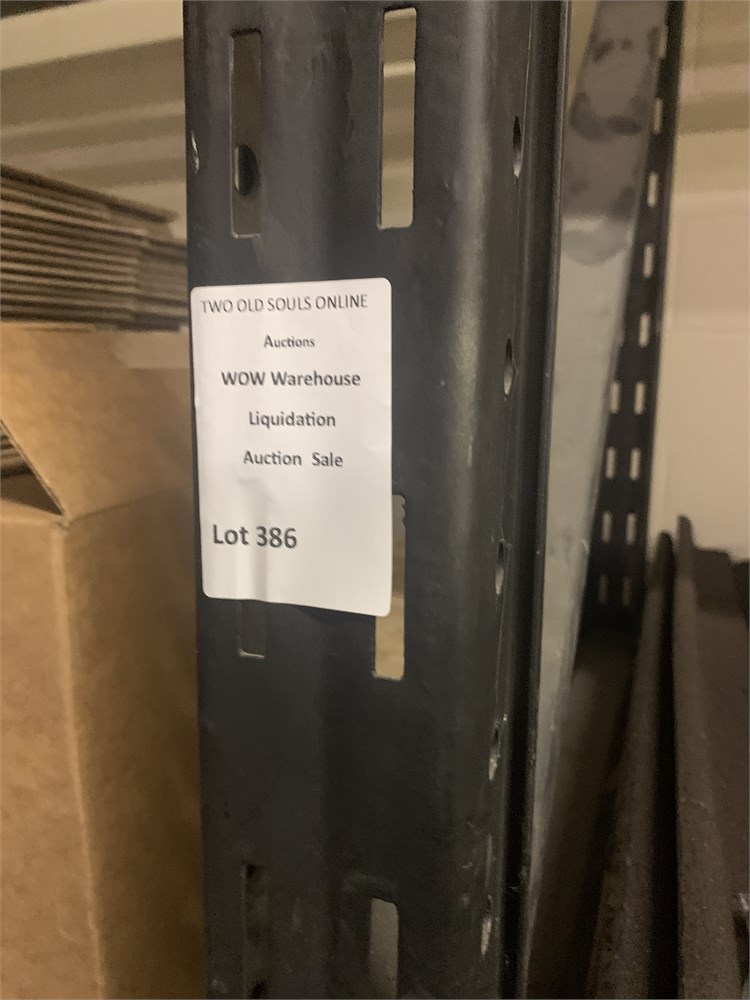 TWO OLD SOULS ONLINE
Auctions
WOW Warehouse
Liquidation
Auction Sale
Lot 386